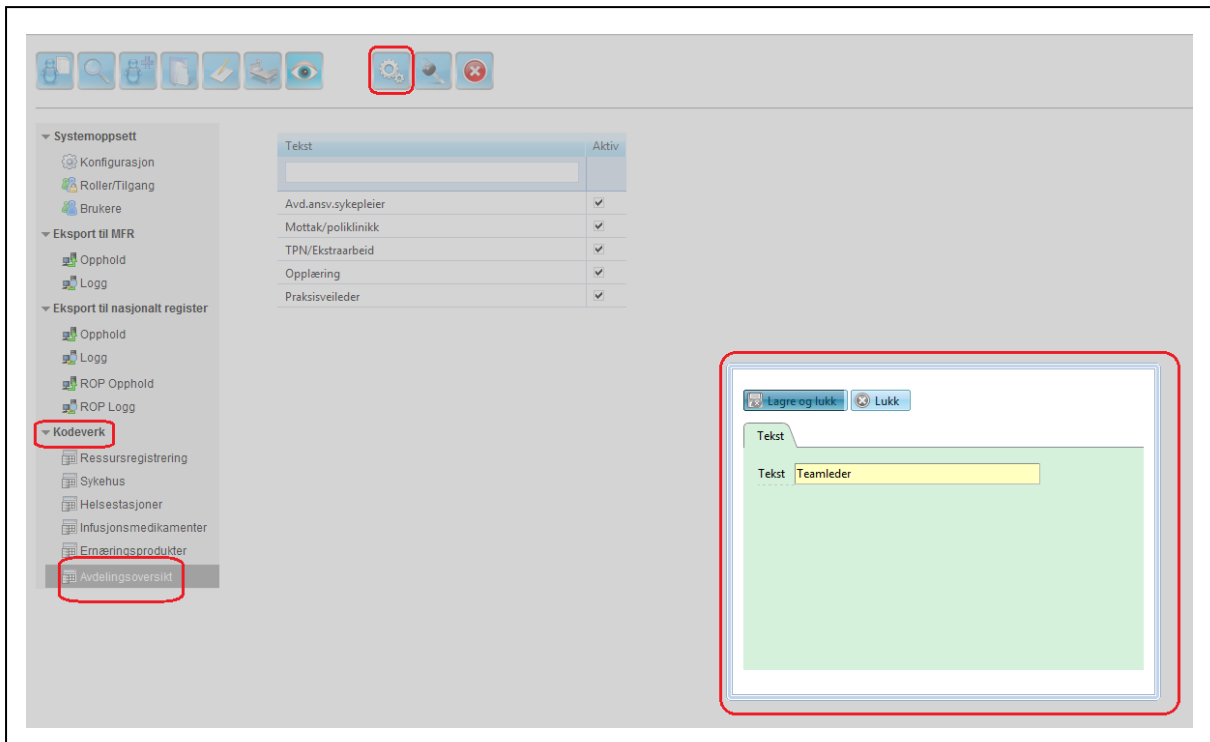 Systemoppsett
Konfigurasjon
Roller/Tilgang
Brukere
Eksport til MFR
Opphold
Logg
Eksport til nasjonalt register
Opphold
Logg
ROP Opphold
ROP Logg
Kodeverk
Ressursregistrering
Sykehus
Helsestasjoner
Infusjonsmedikamenter
Ernæringsprodukter
Avdelingsoversikt
Tekst Aktiv
Avd.ansv.sykepleier
Mottak/poliklinikk
TPN/Ekstraarbeid
Opplæring
Praksisveileder
Lagre og lukk Lukk
Tekst
Tekst Teamleder